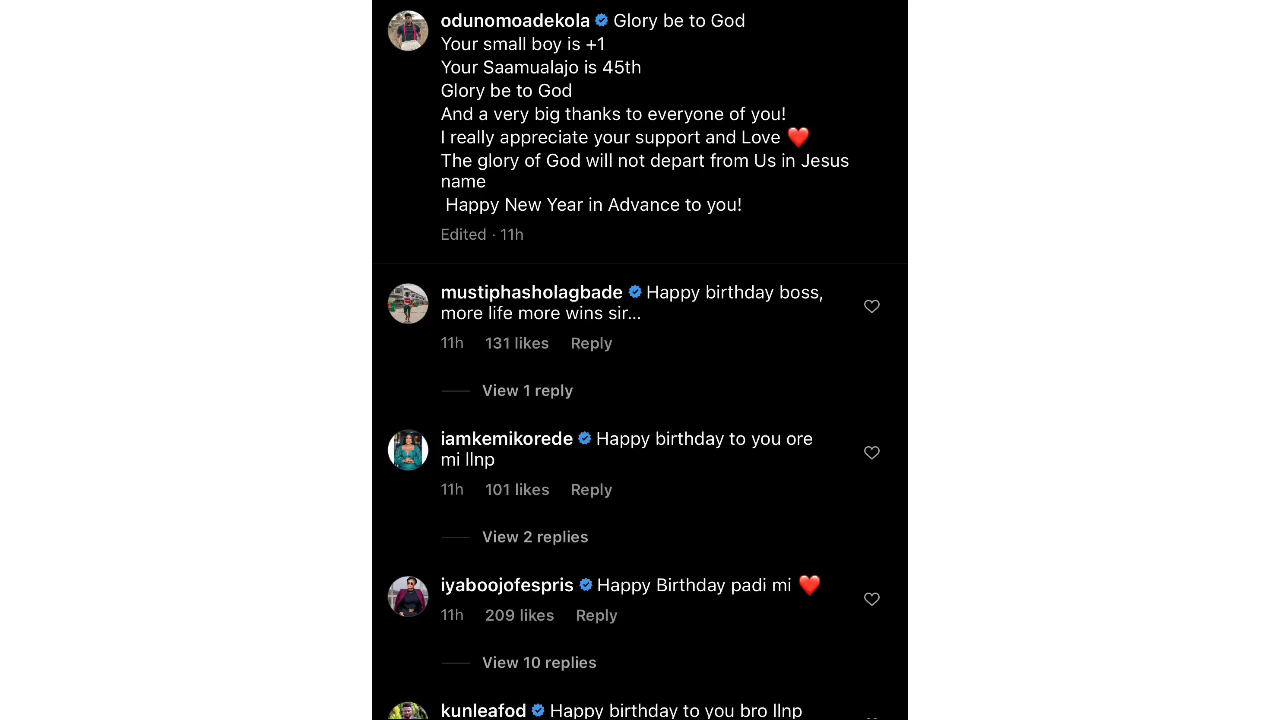 odunomoadekola Glory be to God
Your small boy is +1
Your Saamualajo is 45th
Glory be to God
And a very big thanks to everyone of you!
I really appreciate your support and Love ❤️
The glory of God will not depart from Us in Jesus
name
Happy New Year in Advance to you!
Edited · 11h
mustiphasholagbade Happy birthday boss,
more life more wins sir...
11h 131 likes Reply
View 1 reply
iamkemikorede Happy birthday to you ore
mi llnp
11h 101 likes Reply
View 2 replies
iyaboojofespris Happy Birthday padi mi ❤️
11h 209 likes Reply
View 10 replies
kunleafod Happy birthday to you bro llnp